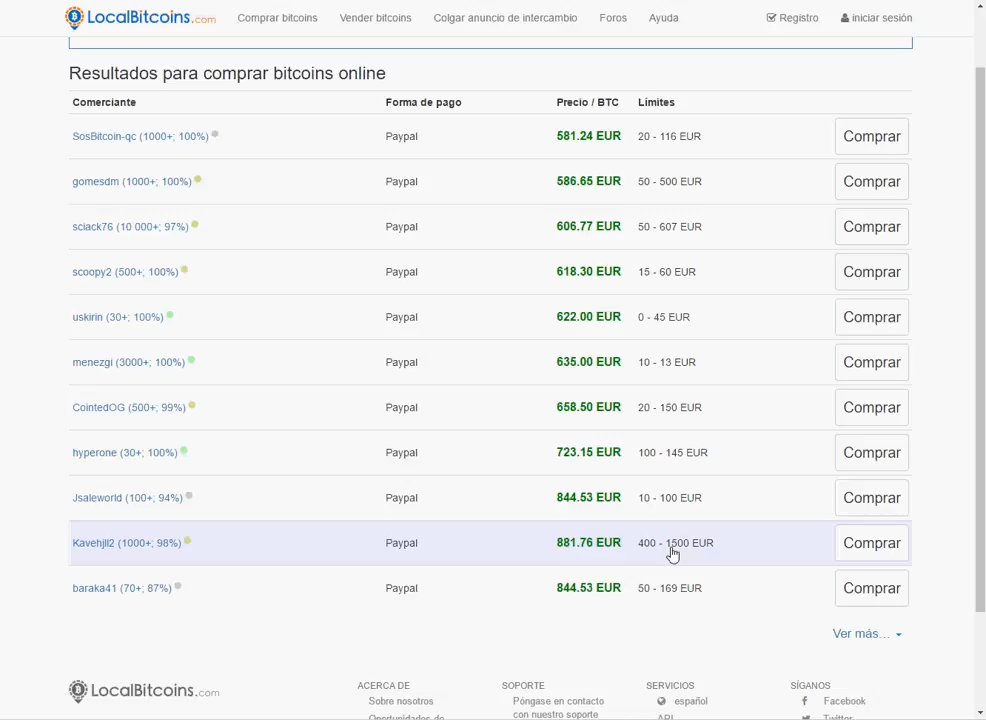 LocalBitcoins.com Comprar bitcoins Vender bitcoins Colgar anuncio de intercambio Foros Ayuda Registro iniciar sesión
Resultados para comprar bitcoins online
Comerciante Forma de pago Precio / BTC Limites
SosBitcoin-qc (1000+; 100%) Paypal 581.24 EUR 20 - 116 EUR Comprar
gomesdm (1000+; 100%) Paypal 586.65 EUR 50 - 500 EUR Comprar
sciack76 (10 000+; 97%) Paypal 606.77 EUR 50 - 607 EUR Comprar
scoopy2 (500+; 100%) Paypal 618.30 EUR 15 - 60 EUR Comprar
uskirin (30+; 100%) Paypal 622.00 EUR 0 - 45 EUR Comprar
menezgi (3000+; 100%) Paypal 635.00 EUR 10 - 13 EUR Comprar
CointedOG (500+; 99%) Paypal 658.50 EUR 20 - 150 EUR Comprar
hyperone (30+; 100%) Paypal 723.15 EUR 100 - 145 EUR Comprar
Jsaleworld (100+; 94%) Paypal 844.53 EUR 10 - 100 EUR Comprar
Kavehjll2 (1000+; 98%) Paypal 881.76 EUR 400 - 1500 EUR Comprar
baraka41 (70+; 87%) Paypal 844.53 EUR 50 - 169 EUR Comprar
Ver más...
LocalBitcoins.com ACERCA DE SOPORTE SERVICIOS SÍGANOS
Sobre nosotros Póngase en contacto español Facebook
Oportunidades de con nuestro soporte API Twitter